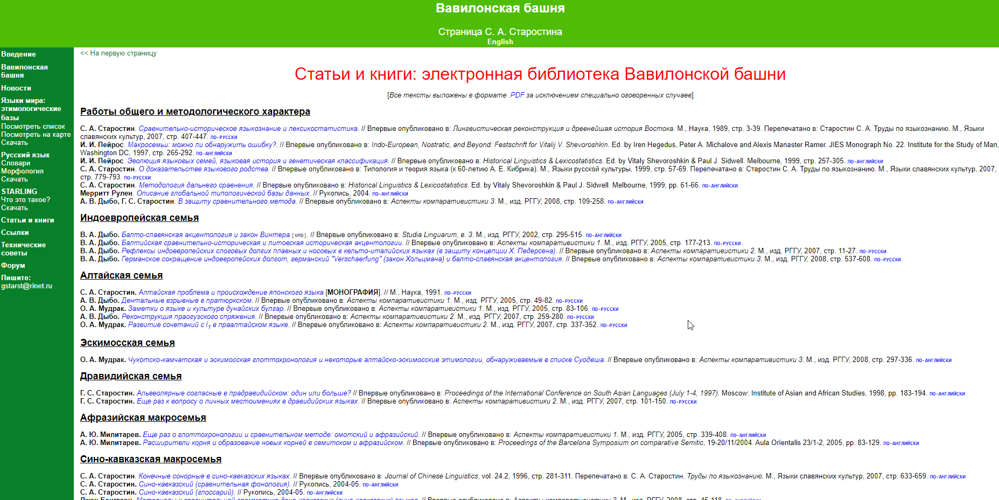 Вавилонская башня
Страница С. А. Старостина
English
Введение
Вавилонская
башня
Новости
Языки мира:
этимологические
базы
Посмотреть список
Посмотреть на карте
Скачать
Русский язык
Словари
Морфология
Скачать
STARLING
Что это такое?
Скачать
Статьи и книги
Ссылки
Технические
советы
Форум
Пишите:
gstarst@rinet.ru
<< На первую страницу
Статьи и книги: электронная библиотека Вавилонской башни
[Все тексты выложены в формате .PDF за исключением специально оговоренных случаев]
Работы общего и методологического характера
С. А. Старостин. Сравнительно-историческое языкознание и лексикостатистика. // Впервые опубликовано в: Лингвистическая реконструкция и древнейшая история Востока. М., Наука, 1989, стр. 3-39. Перепечатано в: Старостин С. А. Труды по языкознанию. М., Языки
славянских культур, 2007, стр. 407-447. по-русски
И. И. Пейрос. Макросемьи: можно ли обнаружить ошибку?. // Впервые опубликовано в: Indo-European, Nostratic, and Beyond: Festschrift for Vitalij V. Shevoroshkin. Ed. by Iren Hegedus, Peter A. Michalove and Alexis Manaster Ramer. JIES Monograph No. 22. Institute for the Study of Man,
Washington DC, 1997, стр. 265-292. по-английски
И. И. Пейрос. Эволюция языковых семей, языковая история и генетическая классификация. // Впервые опубликовано в: Historical Linguistics & Lexicostatistics. Ed. by Vitaly Shevoroshkin & Paul J. Sidwell. Melbourne, 1999, стр. 257-305. по-английски
С. А. Старостин. О доказательстве языкового родства. // Впервые опубликовано в: Типология и теория языка (к 60-летию А. Е. Кибрика). М., Языки русской культуры, 1999, стр. 57-69. Перепечатано в: Старостин С. А. Труды по языкознанию. М., Языки славянских культур, 2007,
стр. 779-793. по-русски
С. А. Старостин. Методология дальнего сравнения. // Впервые опубликовано в: Historical Linguistics & Lexicostatistics. Ed. by Vitaly Shevoroshkin & Paul J. Sidwell. Melbourne, 1999, pp. 61-66. по-английски
Мерритт Рулен. Описание глобальной типологической базы данных. // Рукопись, 2004. по-английски
А. В. Дыбо, Г. С. Старостин. В защиту сравнительного метода. // Впервые опубликовано в: Аспекты компаративистики 3. М., изд. РГГУ, 2008, стр. 109-258. по-английски
Индоевропейская семья
В. А. Дыбо. Балто-славянская акцентология и закон Винтера [6MB]. // Впервые опубликовано в: Studia Linguarum, в. 3. М., изд. РГГУ, 2002, стр. 295-515. по-английски
В. А. Дыбо. Балтийская сравнительно-историческая и литовская историческая акцентологии. // Впервые опубликовано в: Аспекты компаративистики 1. М., изд. РГГУ, 2005, стр. 177-213. по-русски
В. А. Дыбо. Рефлексы индоевропейских слоговых долгих плавных и носовых в кельто-италийских языках (в защиту концепции Х. Педерсена). // Впервые опубликовано в: Аспекты компаративистики 2. М., изд. РГГУ, 2007, стр. 11-27. по-русски
В. А. Дыбо. Германское сокращение индоевропейских долгот, германский "Verschaerfung" (закон Хольцмана) и балто-славянская акцентология. // Впервые опубликовано в: Аспекты компаративистики 3. М., изд. РГГУ, 2008, стр. 537-608. по-русски
Алтайская семья
С. А. Старостин. Алтайская проблема и происхождение японского языка [МОНОГРАФИЯ]. // М., Наука, 1991. по-русски
А. В. Дыбо. Дентальные взрывные в пратюркском. // Впервые опубликовано в: Аспекты компаративистики 1. М., изд. РГГУ, 2005, стр. 49-82. по-русски
О. А. Мудрак. Заметки о языке и культуре дунайских булгар. // Впервые опубликовано в: Аспекты компаративистики 1. М., изд. РГГУ, 2005, стр. 83-106. по-русски
А. В. Дыбо. Реконструкция праогузского спряжения. // Впервые опубликовано в: Аспекты компаративистики 2. М., изд. РГГУ, 2007, стр. 259-280. по-русски
О. А. Мудрак. Развитие сочетаний с l1 в праалтайском языке. // Впервые опубликовано в: Аспекты компаративистики 2. М., изд. РГГУ, 2007, стр. 337-352. по-русски
Эскимосская семья
О. А. Мудрак. Чукотско-камчатская и эскимосская глоттохронология и некоторые алтайско-эскимосские этимологии, обнаруживаемые в списке Суодеша. // Впервые опубликовано в: Аспекты компаративистики 3. М., изд. РГГУ, 2008, стр. 297-336. по-английски
Дравидийская семья
Г. С. Старостин. Альвеолярные согласные в прадравидийском: один или больше? // Впервые опубликовано в: Proceedings of the International Conference on South Asian Languages (July 1-4, 1997). Moscow: Institute of Asian and African Studies, 1998, pp. 183-194. по-английски
Г. С. Старостин. Еще раз к вопросу о личных местоимениях в дравидийских языках. // Впервые опубликовано в: Аспекты компаративистики 2. М., изд. РГГУ, 2007, стр. 101-150. по-русски
Афразийская макросемья
А. Ю. Милитарев. Еще раз о глоттохронологии и сравнительном методе: омотский и афразийский. // Впервые опубликовано в: Аспекты компаративистики 1. М., изд. РГГУ, 2005, стр. 339-408. по-английски
А. Ю. Милитарев. Расширители корня и образование новых корней в семитском и афразийском. // Впервые опубликовано в: Proceedings of the Barcelona Symposium on comparative Semitic, 19-20/11/2004. Aula Orientalis 23/1-2, 2005, pp. 83-129. по-английски
Сино-кавказская макросемья
С. А. Старостин. Конечные сонорные в сино-кавказских языках. // Впервые опубликовано в: Journal of Chinese Linguistics, vol. 24.2, 1996, стр. 281-311. Перепечатано в: С. А. Старостин. Труды по языкознанию. М., Языки славянских культур, 2007, стр. 633-659. по-английски
С. А. Старостин. Сино-кавказский (сравнительная фонология). // Рукопись, 2004-05. по-английски
С. А. Старостин. Сино-кавказский (глоссарий). // Рукопись, 2004-05. по-английски